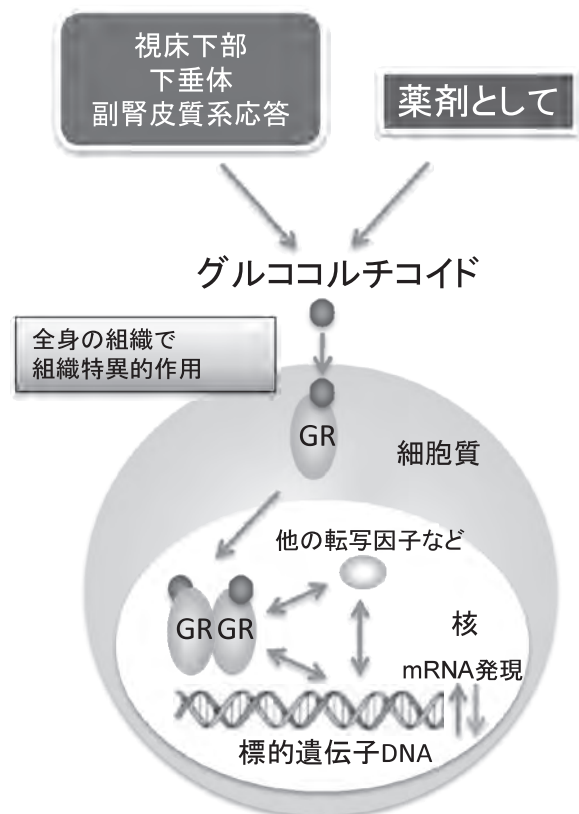 視床下部
下垂体
副腎皮質系応答
薬剤として
グルココルチコイド
全身の組織で
組織特異的作用
GR
細胞質
他の転写因子など
GR GR
核
mRNA発現
標的遺伝子DNA